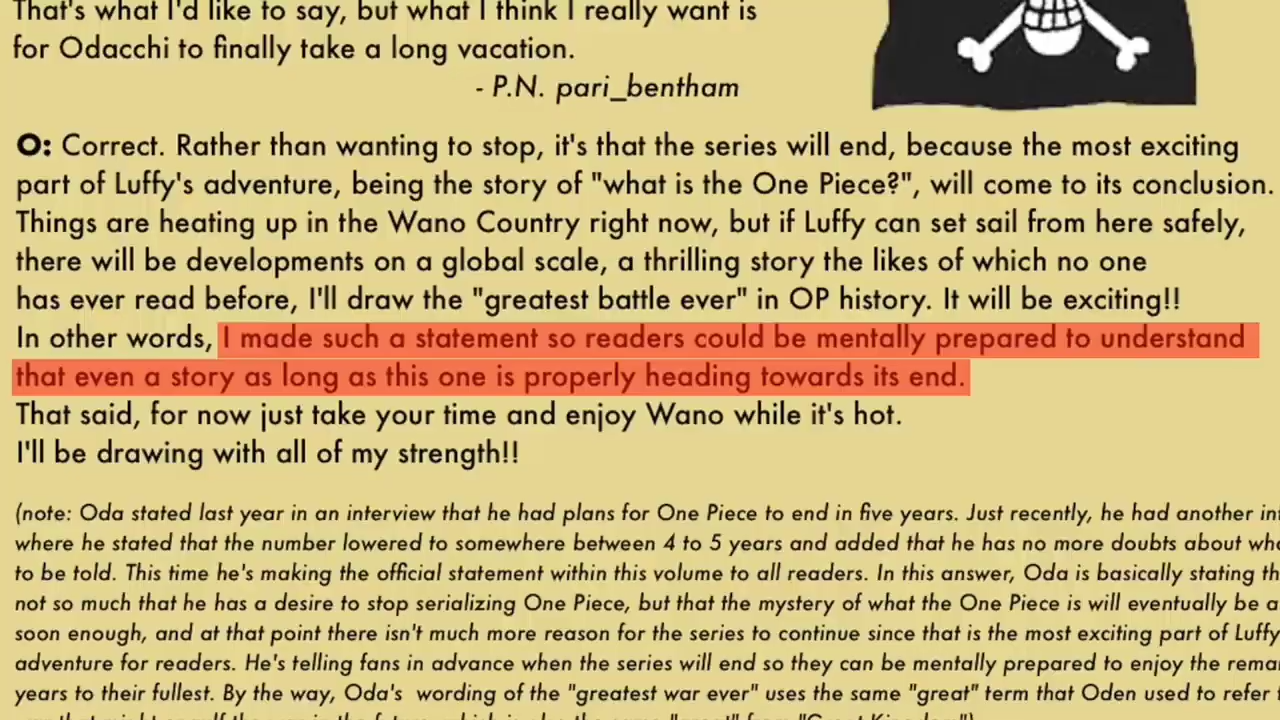 That's what I'd like to say, but what I think I really want is
for Odacchi to finally take a long vacation.
- P.N. pari_bentham
O: Correct. Rather than wanting to stop, it's that the series will end, because the most exciting
part of Luffy's adventure, being the story of "what is the One Piece?", will come to its conclusion.
Things are heating up in the Wano Country right now, but if Luffy can set sail from here safely,
there will be developments on a global scale, a thrilling story the likes of which no one
has ever read before, I'll draw the "greatest battle ever" in OP history. It will be exciting!!
In other words, I made such a statement so readers could be mentally prepared to understand
that even a story as long as this one is properly heading towards its end.
That said, for now just take your time and enjoy Wano while it's hot.
I'll be drawing with all of my strength!!
(note: Oda stated last year in an interview that he had plans for One Piece to end in five years. Just recently, he had another
where he stated that the number lowered to somewhere between 4 to 5 years and added that he has no more doubts about
to be told. This time he's making the official statement within this volume to all readers. In this answer, Oda is basically stating
not so much that he has a desire to stop serializing One Piece, but that the mystery of what the One Piece is will eventually be
soon enough, and at that point there isn't much more reason for the series to continue since that is the most exciting part of
adventure for readers. He's telling fans in advance when the series will end so they can be mentally prepared to enjoy the
years to their fullest. By the way, Oda's wording of the "greatest war ever" uses the same "great" term that Oden used to refer